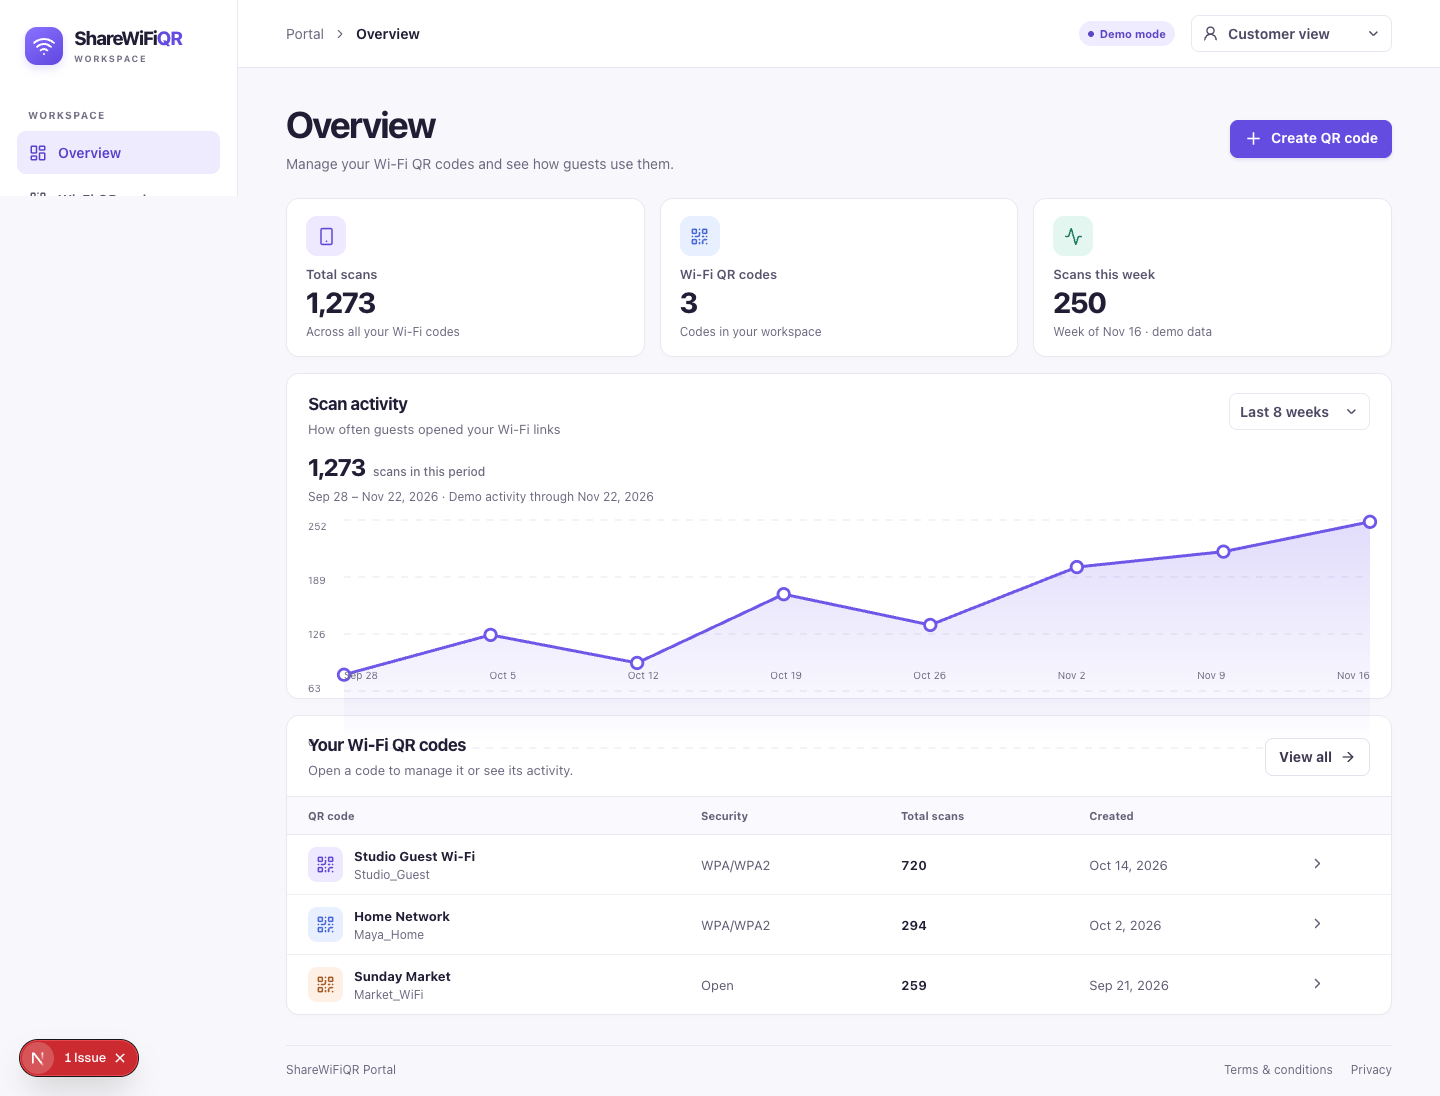 ShareWiFiQR
WORKSPACE
Portal > Overview
Demo mode
Customer view
WORKSPACE
Overview
Overview
Manage your Wi-Fi QR codes and see how guests use them.
Create QR code
Total scans
1,273
Across all your Wi-Fi codes
Wi-Fi QR codes
3
Codes in your workspace
Scans this week
250
Week of Nov 16 · demo data
Scan activity
How often guests opened your Wi-Fi links
Last 8 weeks
1,273 scans in this period
Sep 28 – Nov 22, 2026 · Demo activity through Nov 22, 2026
252
189
126
63
Sep 28 Oct 5 Oct 12 Oct 19 Oct 26 Nov 2 Nov 9 Nov 16
Your Wi-Fi QR codes
Open a code to manage it or see its activity.
View all
QR code Security Total scans Created
Studio Guest Wi-Fi
Studio_Guest
WPA/WPA2 720 Oct 14, 2026
Home Network
Maya_Home
WPA/WPA2 294 Oct 2, 2026
Sunday Market
Market_WiFi
Open 259 Sep 21, 2026
N 1 Issue
ShareWiFiQR Portal
Terms & conditions Privacy